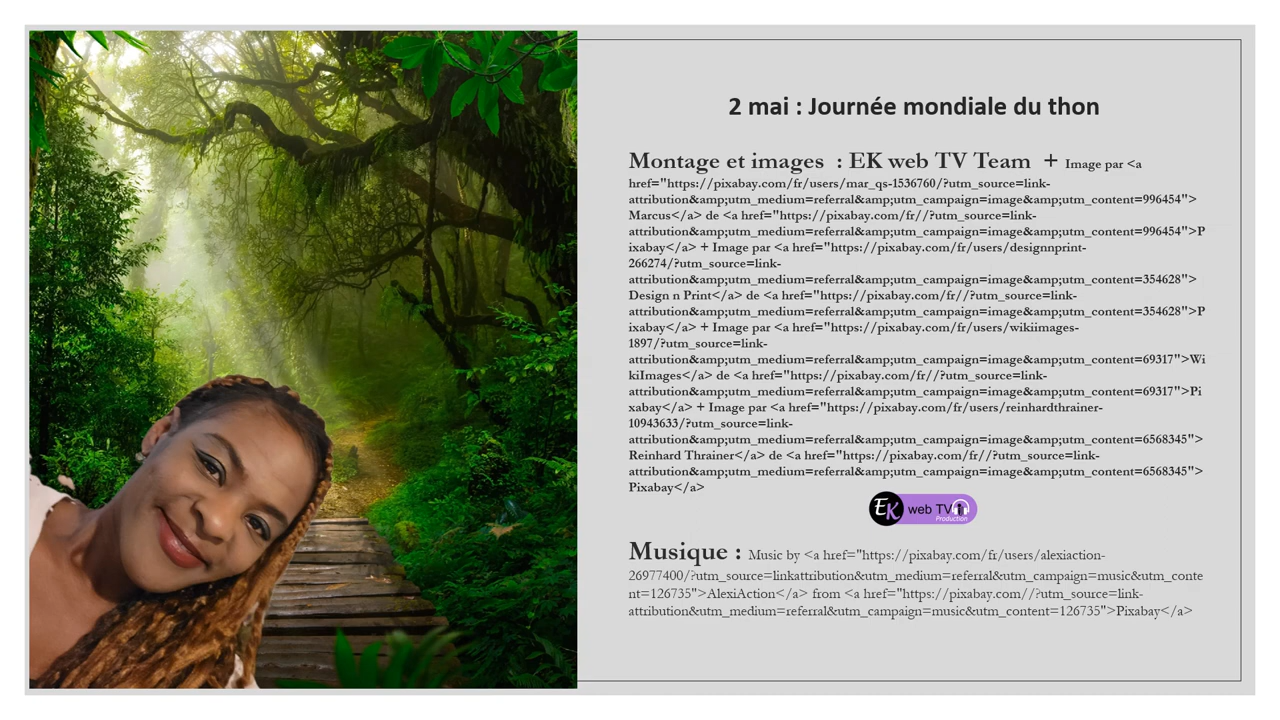 2 mai : Journée mondiale du thon
Montage et images  : EK web TV Team  + Image par <a
href="https://pixabay.com/fr/users/mar_qs-1536760/?utm_source=link-
attribution&amp;utm_medium=referral&amp;utm_campaign=image&amp;utm_content=996454">
Marcus</a> de <a href="https://pixabay.com/fr//?utm_source=link-
attribution&amp;utm_medium=referral&amp;utm_campaign=image&amp;utm_content=996454">P
ixabay</a> + Image par <a href="https://pixabay.com/fr/users/designnprint-
266274/?utm_source=link-
attribution&amp;utm_medium=referral&amp;utm_campaign=image&amp;utm_content=354628">
Design n Print</a> de <a href="https://pixabay.com/fr//?utm_source=link-
attribution&amp;utm_medium=referral&amp;utm_campaign=image&amp;utm_content=354628">P
ixabay</a> + Image par <a href="https://pixabay.com/fr/users/wikiimages-
1897/?utm_source=link-
attribution&amp;utm_medium=referral&amp;utm_campaign=image&amp;utm_content=69317">Wi
kiImages</a> de <a href="https://pixabay.com/fr//?utm_source=link-
attribution&amp;utm_medium=referral&amp;utm_campaign=image&amp;utm_content=69317">Pi
xabay</a> + Image par <a href="https://pixabay.com/fr/users/reinhardthrainer-
10943633/?utm_source=link-
attribution&amp;utm_medium=referral&amp;utm_campaign=image&amp;utm_content=6568345">
Reinhard Thrainer</a> de <a href="https://pixabay.com/fr//?utm_source=link-
attribution&amp;utm_medium=referral&amp;utm_campaign=image&amp;utm_content=6568345">
Pixabay</a>
EK web TV
Production
Musique : Music by <a href="https://pixabay.com/fr/users/alexiaction-
26977400/?utm_source=linkattribution&utm_medium=referral&utm_campaign=music&utm_conte
nt=126735">AlexiAction</a> from <a href="https://pixabay.com//?utm_source=link-
attribution&utm_medium=referral&utm_campaign=music&utm_content=126735">Pixabay</a>